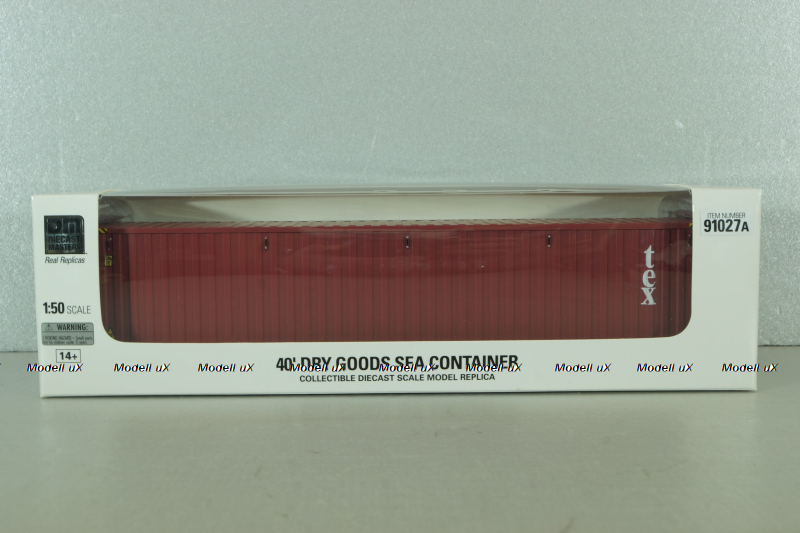 DM
DIECAST
MASTERS
Real Replicas
1:50 SCALE
WARNING:
14+
ITEM NUMBER
91027A
tex
40' DRY GOODS SEA CONTAINER
COLLECTIBLE DIECAST SCALE MODEL REPLICA
Modell uX Modell uX Modell uX Modell uX Modell uX Modell uX Modell uX Modell uX Modell uX